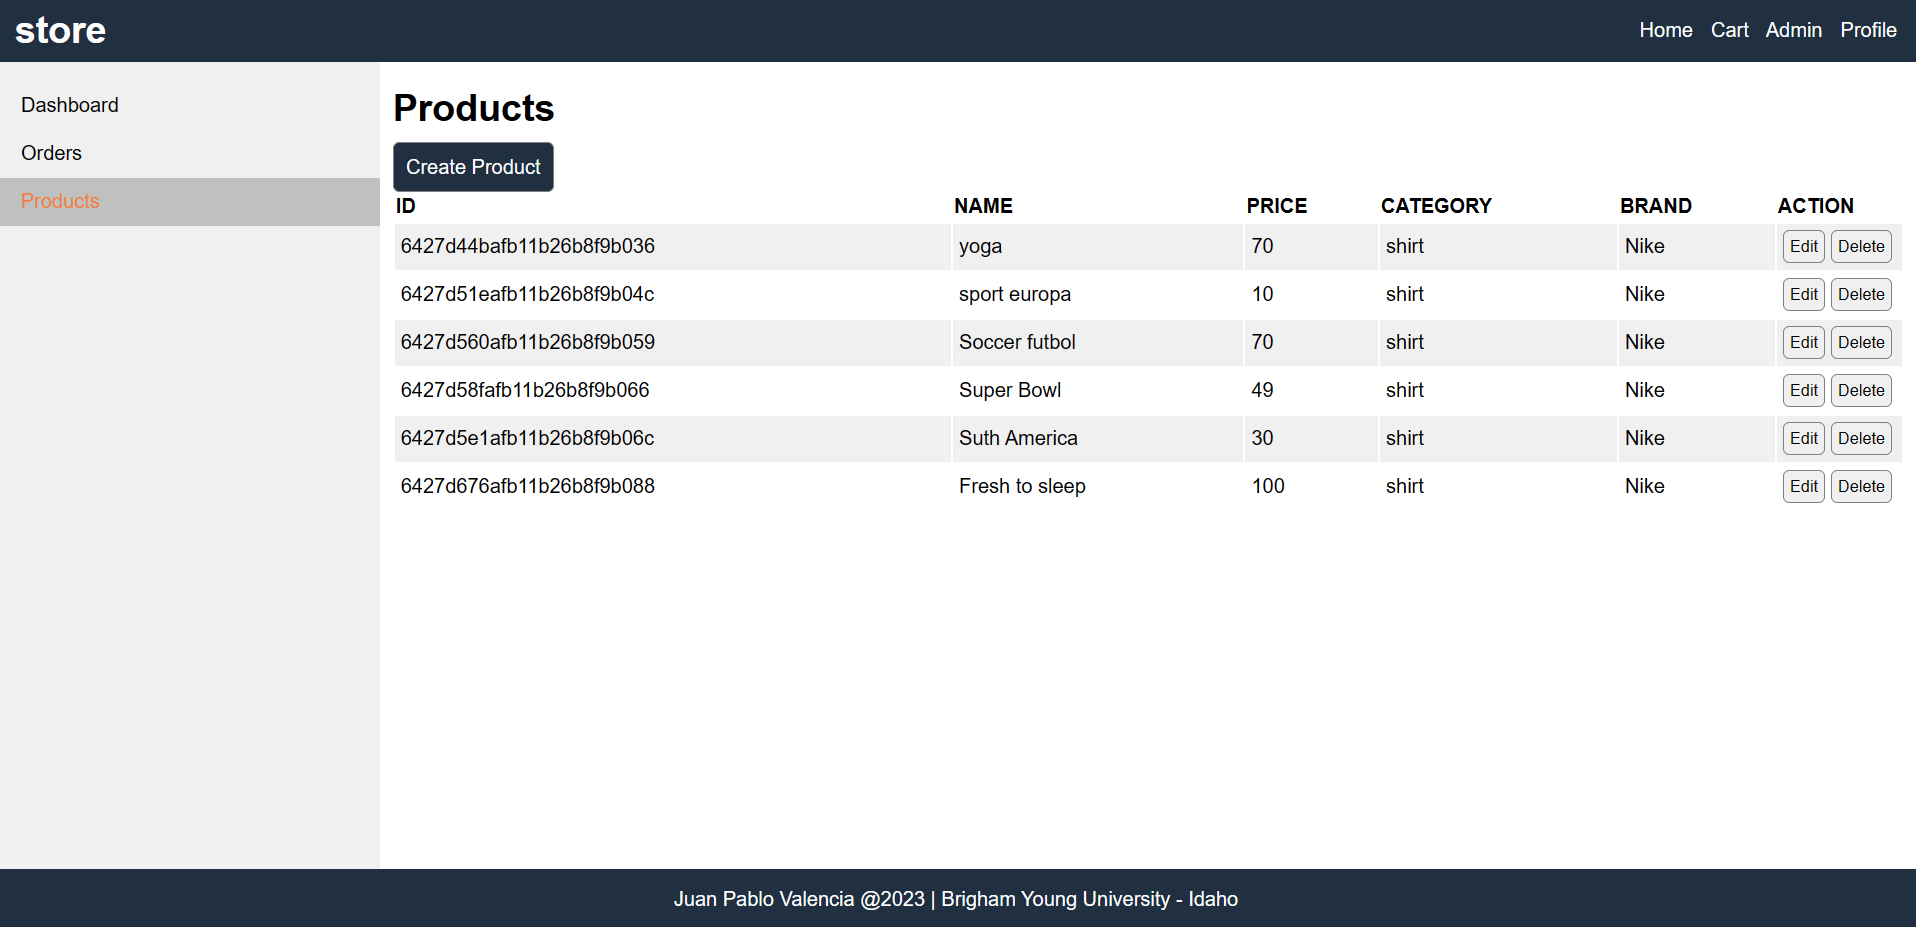 store
Home Cart Admin Profile
Dashboard
Orders
Products
Products
Create Product
ID NAME PRICE CATEGORY BRAND ACTION
6427d44bafb11b26b8f9b036 yoga 70 shirt Nike Edit Delete
6427d51eafb11b26b8f9b04c sport europa 10 shirt Nike Edit Delete
6427d560afb11b26b8f9b059 Soccer futbol 70 shirt Nike Edit Delete
6427d58fafb11b26b8f9b066 Super Bowl 49 shirt Nike Edit Delete
6427d5e1afb11b26b8f9b06c Suth America 30 shirt Nike Edit Delete
6427d676afb11b26b8f9b088 Fresh to sleep 100 shirt Nike Edit Delete
Juan Pablo Valencia @2023 | Brigham Young University - Idaho